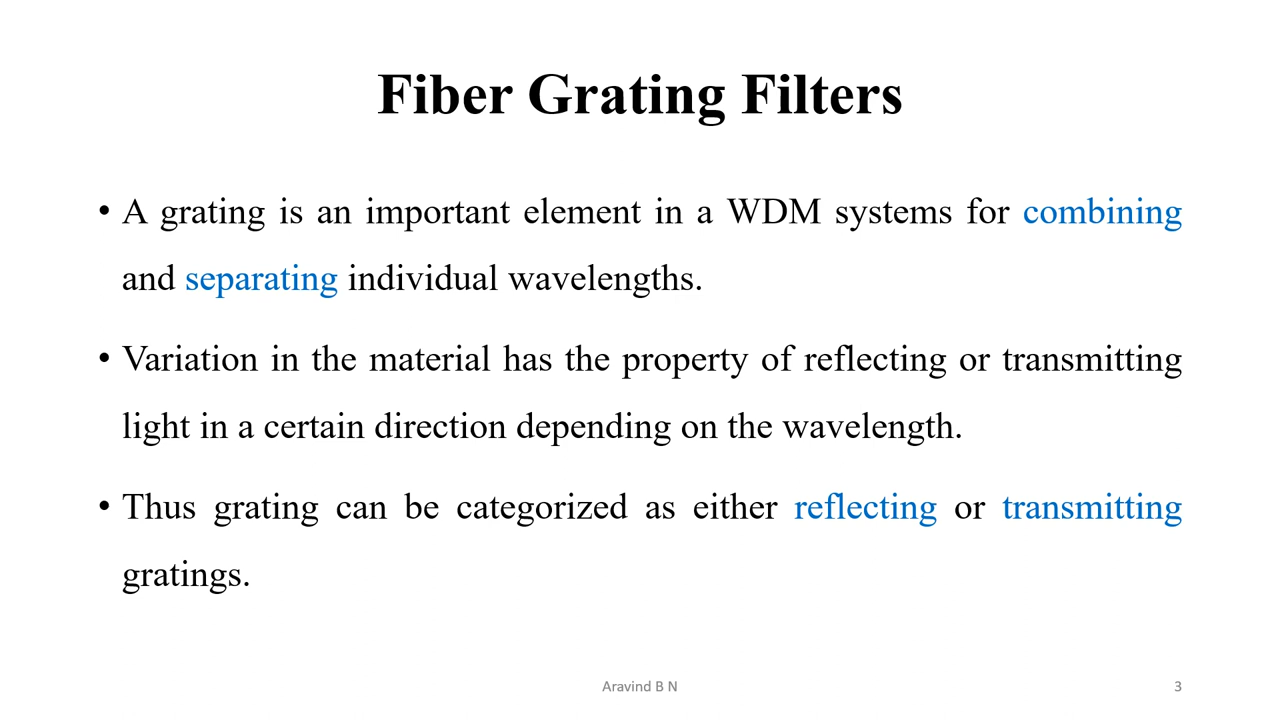 Fiber Grating Filters
• A grating is an important element in a WDM systems for combining
and separating individual wavelengths.
• Variation in the material has the property of reflecting or transmitting
light in a certain direction depending on the wavelength.
• Thus grating can be categorized as either reflecting or transmitting
gratings.
Aravind B N
3